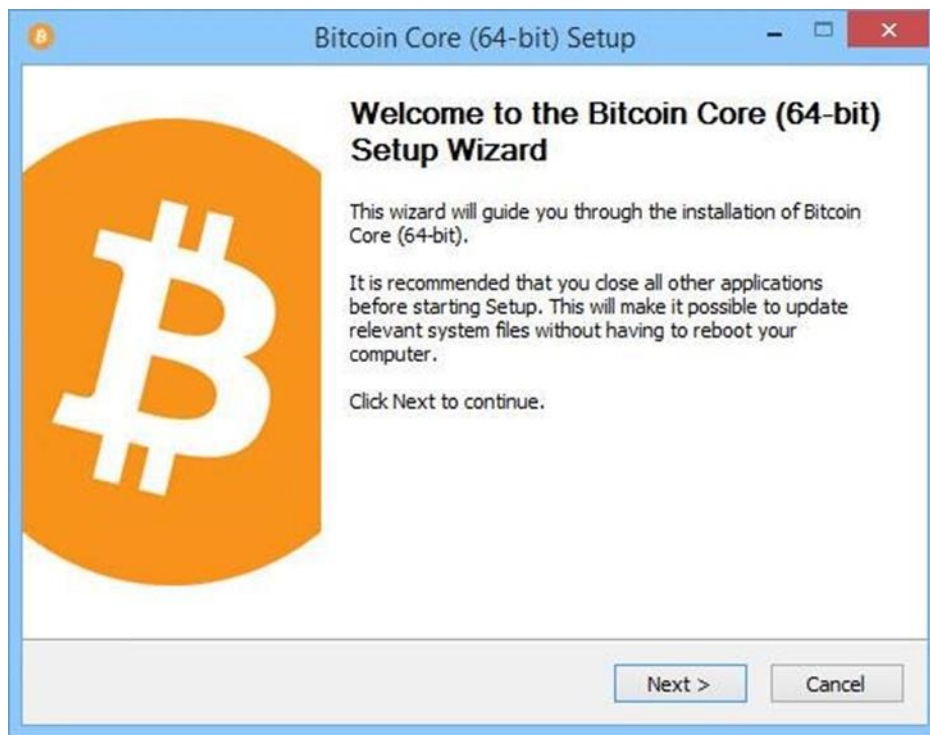 Bitcoin Core (64-bit) Setup
Welcome to the Bitcoin Core (64-bit)
Setup Wizard
This wizard will guide you through the installation of Bitcoin
Core (64-bit).
It is recommended that you close all other applications
before starting Setup. This will make it possible to update
relevant system files without having to reboot your
computer.
Click Next to continue.
Next >
Cancel